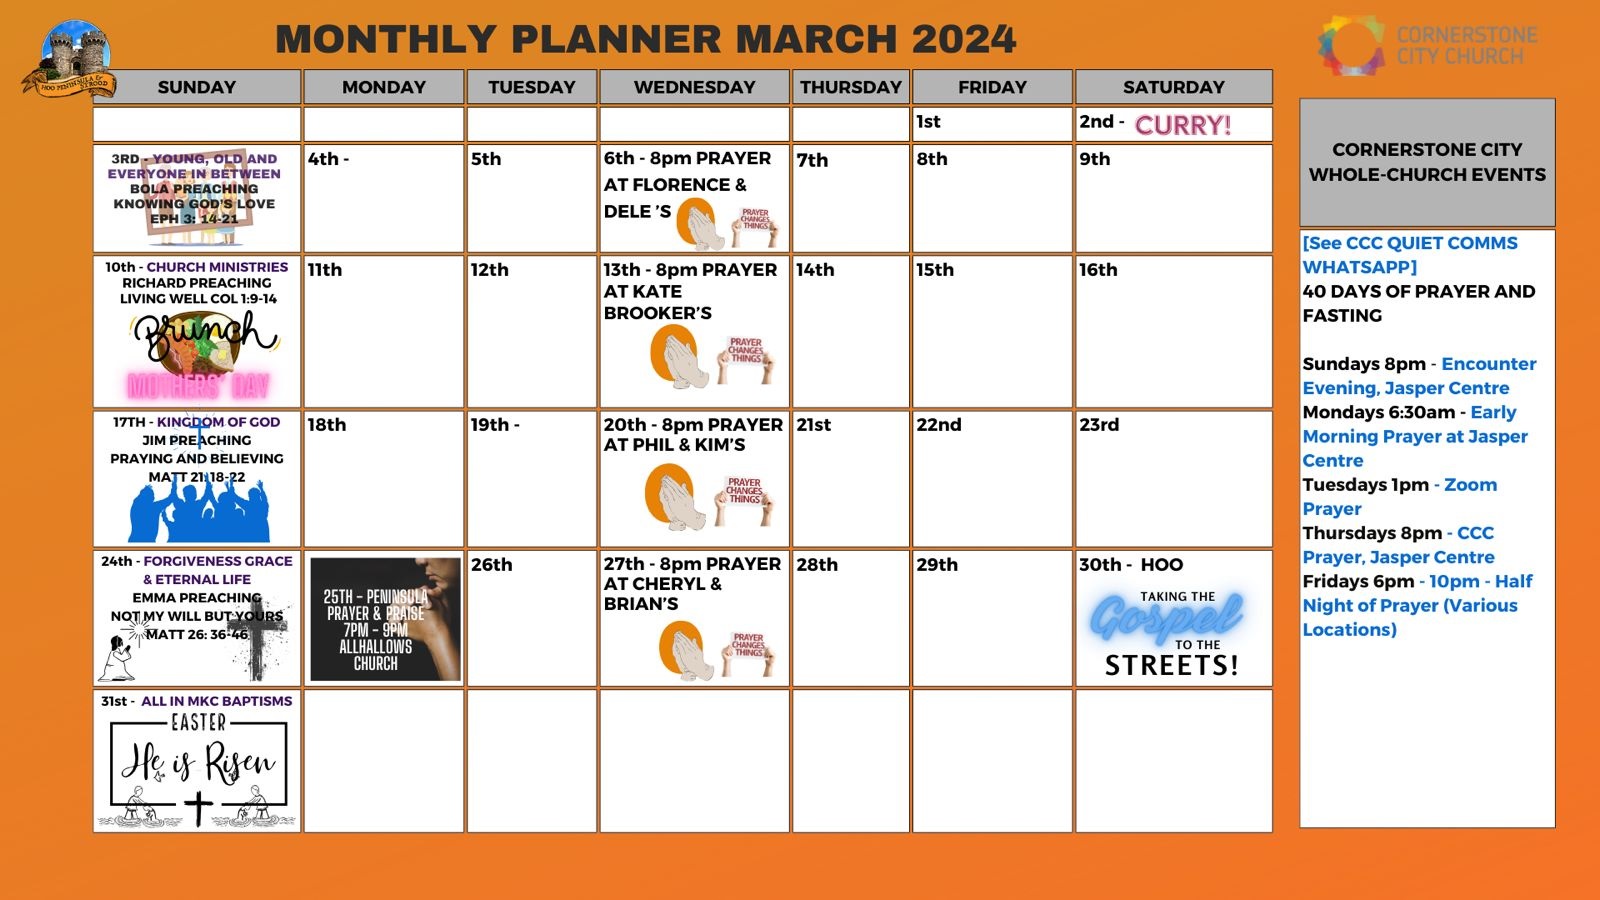 MONTHLY PLANNER MARCH 2024
HOO PENINSULA & STROOD
CORNERSTONE
CITY CHURCH
SUNDAY
MONDAY
TUESDAY
WEDNESDAY
THURSDAY
FRIDAY
SATURDAY
1st
2nd - CURRY!
3RD - YOUNG, OLD AND
EVERYONE IN BETWEEN
BOLA PREACHING
KNOWING GOD'S LOVE
EPH 3: 14-21
4th -
5th
6th - 8pm PRAYER
AT FLORENCE &
DELE 'S
PRAYER
CHANGES
THINGS!
7th
8th
9th
10th - CHURCH MINISTRIES
RICHARD PREACHING
LIVING WELL COL 1:9-14
Brunch
MOTHERS' DAY
11th
12th
13th - 8pm PRAYER
AT KATE
BROOKER'S
PRAYER
CHANGES
THINGS!
14th
15th
16th
17TH - KINGDOM OF GOD
JIM PREACHING
PRAYING AND BELIEVING
MATT 21:18-22
18th
19th -
20th - 8pm PRAYER
AT PHIL & KIM'S
PRAYER
CHANGES
THINGS!
21st
22nd
23rd
24th - FORGIVENESS GRACE
& ETERNAL LIFE
EMMA PREACHING
NOT MY WILL BUT YOURS
MATT 26: 36-46
25TH - PENINSULA
PRAYER & PRAISE
7PM - 9PM
ALLHALLOWS
CHURCH
26th
27th - 8pm PRAYER
AT CHERYL &
BRIAN'S
PRAYER
CHANGES
THINGS!
28th
29th
30th - HOO
TAKING THE
Gospel
TO THE
STREETS!
31st - ALL IN MKC BAPTISMS
EASTER
He is Risen
CORNERSTONE CITY
WHOLE-CHURCH EVENTS
[See CCC QUIET COMMS
WHATSAPP]
40 DAYS OF PRAYER AND
FASTING
Sundays 8pm - Encounter
Evening, Jasper Centre
Mondays 6:30am - Early
Morning Prayer at Jasper
Centre
Tuesdays 1pm - Zoom
Prayer
Thursdays 8pm - CCC
Prayer, Jasper Centre
Fridays 6pm - 10pm - Half
Night of Prayer (Various
Locations)